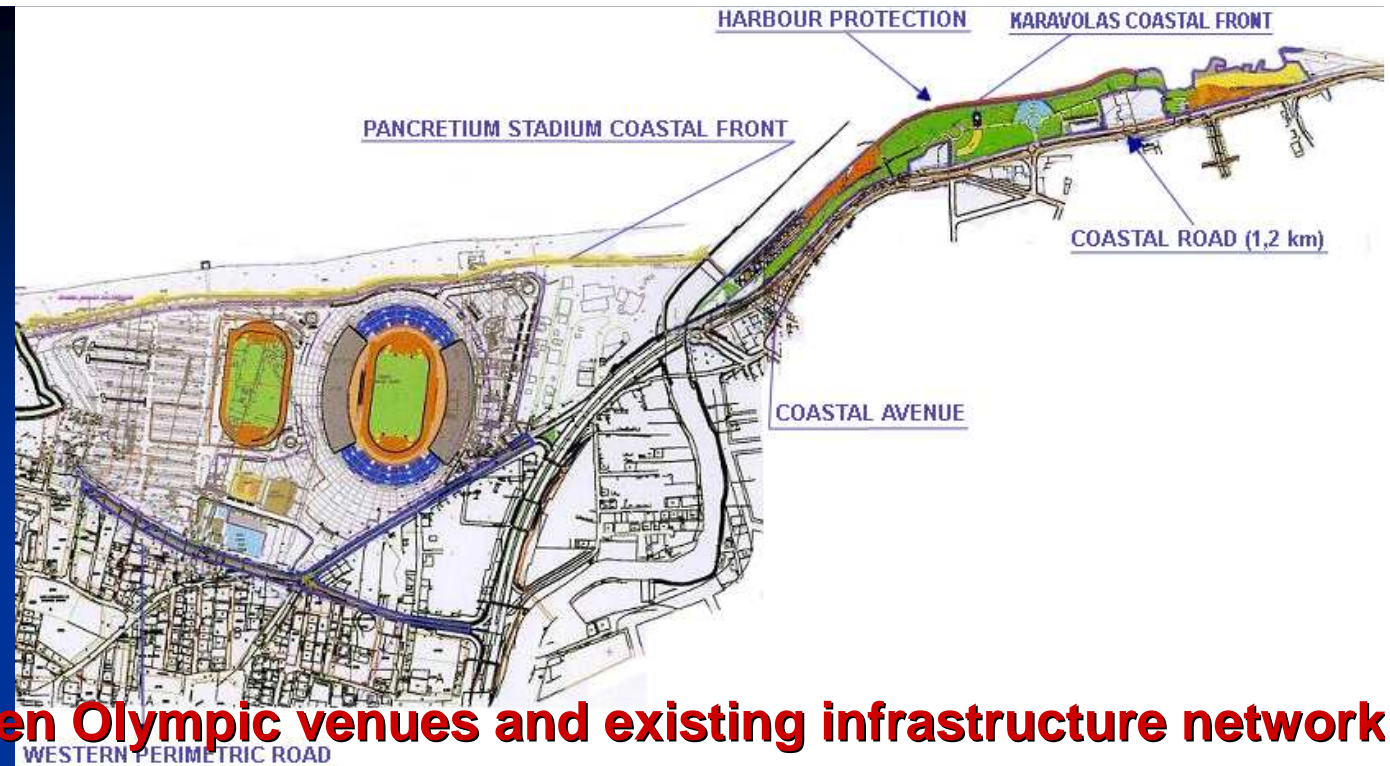 HARBOUR PROTECTION
KARAVOLAS COASTAL FRONT
PANCRETIUM STADIUM COASTAL FRONT
COASTAL ROAD (1,2 km)
COASTAL AVENUE
en Olympic venues and existing infrastructure network
WESTERN PERIMETRIC ROAD